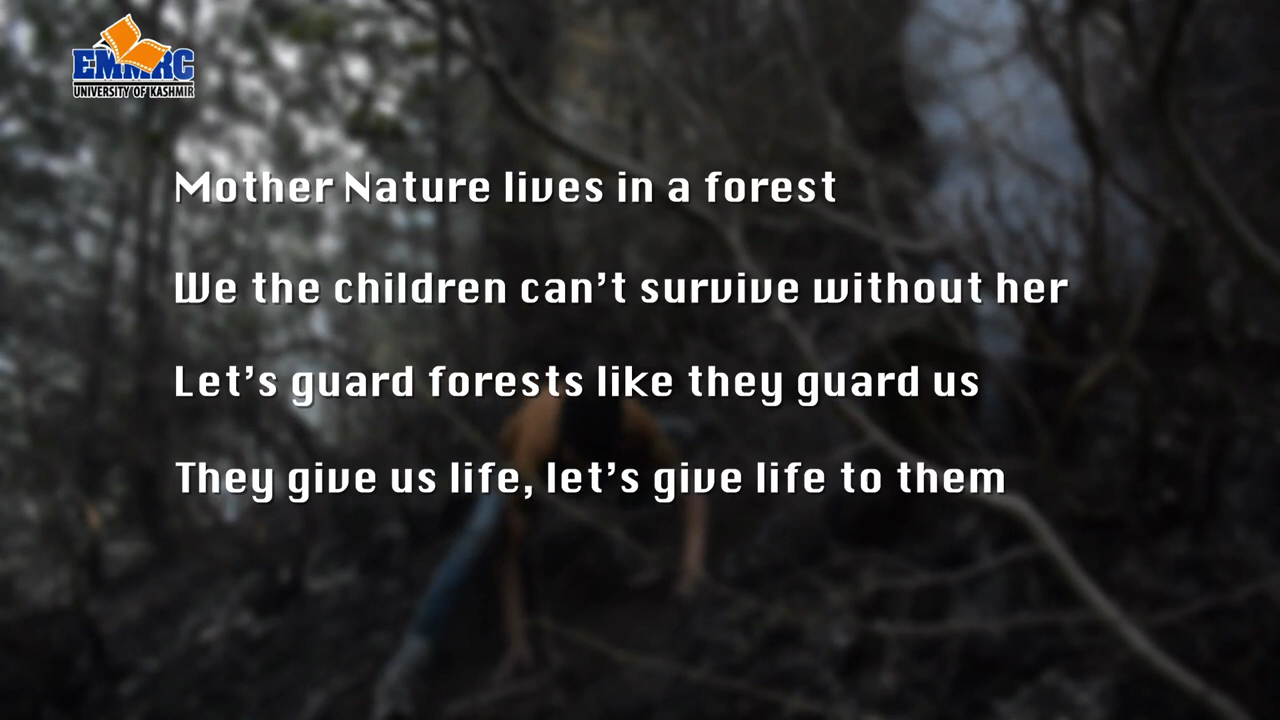 EMMRC
UNIVERSITY OF KASHMIR
Mother Nature lives in a forest
We the children can't survive without her
Let's guard forests like they guard us
They give us life, let's give life to them